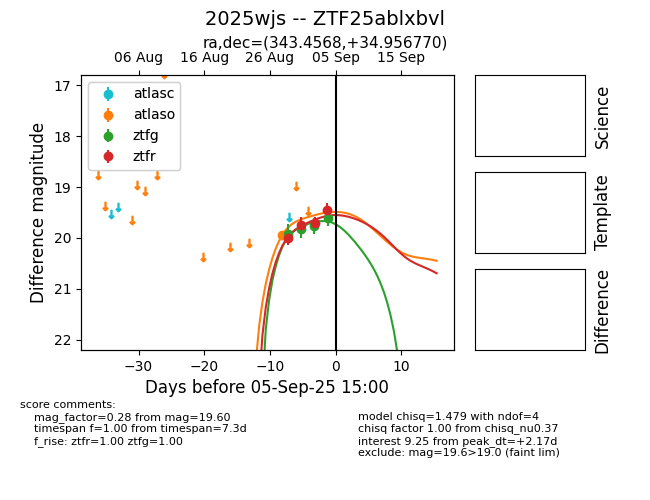 2025wjs -- ZTF25ablxbvl
ra,dec=(343.4568,+34.956770)
06 Aug 16 Aug 26 Aug 05 Sep 15 Sep
17
18
19
20
21
22
Difference magnitude
atlasc
atlaso
ztfg
ztfr
−30 −20 −10 0 10
Days before 05-Sep-25 15:00
Science
Template
Difference
score comments:
mag_factor=0.28 from mag=19.60
timespan f=1.00 from timespan=7.3d
f_rise: ztfr=1.00 ztfg=1.00
model chisq=1.479 with ndof=4
chisq factor 1.00 from chisq_nu0.37
interest 9.25 from peak_dt=+2.17d
exclude: mag=19.6>19.0 (faint lim)